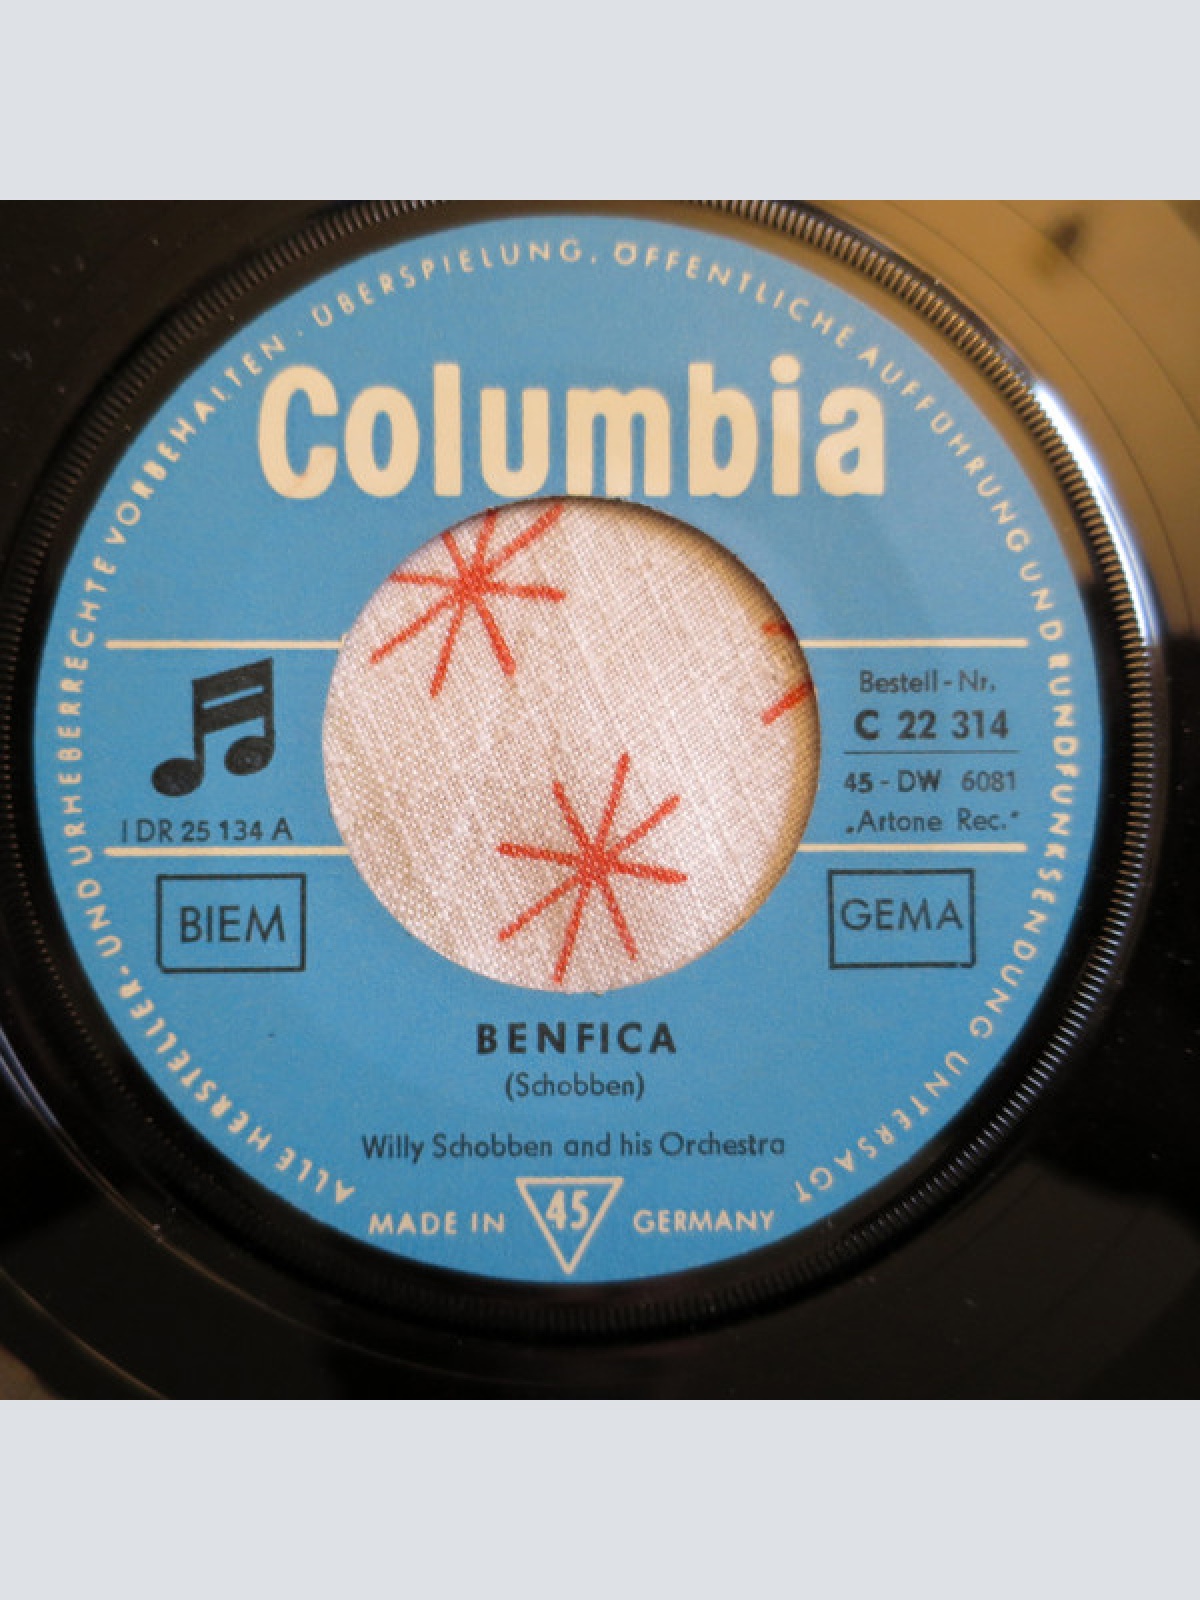 ALLE HERSTELLER- UND URHEBERRECHTE VORBEHALTEN · ÜBERSPIELUNG, ÖFFENTLICHE AUFFÜHRUNG UND RUNDFUNKSENDUNG UNTERSAGT
Columbia
Bestell-Nr.
C 22 314
45-DW 6081
„Artone Rec."
1 DR 25 134 A
BIEM
GEMA
BENFICA
(Schobben)
Willy Schobben and his Orchestra
MADE IN 45 GERMANY